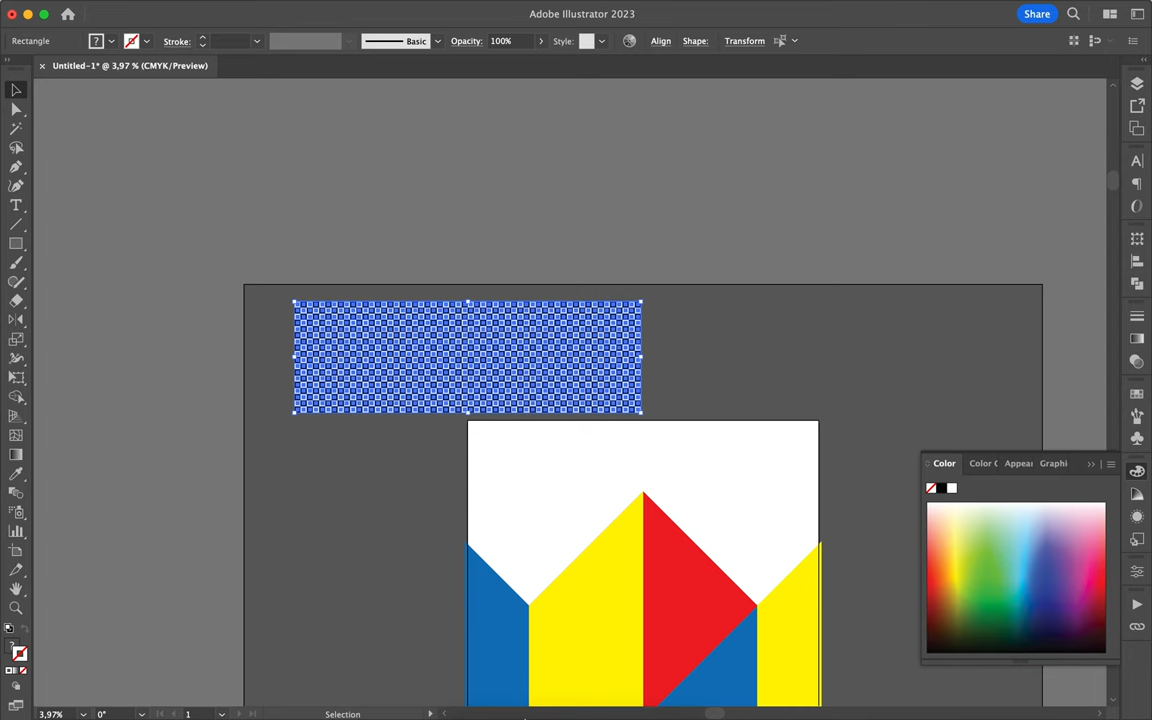 Adobe Illustrator 2023
Share
Rectangle
?
Stroke:
Basic
Opacity:
100%
Style:
Align
Shape:
Transform
Untitled-1* @ 3,97 % (CMYK/Preview)
Color
Color C
Appear
Graphi
3,97%
0°
1
Selection